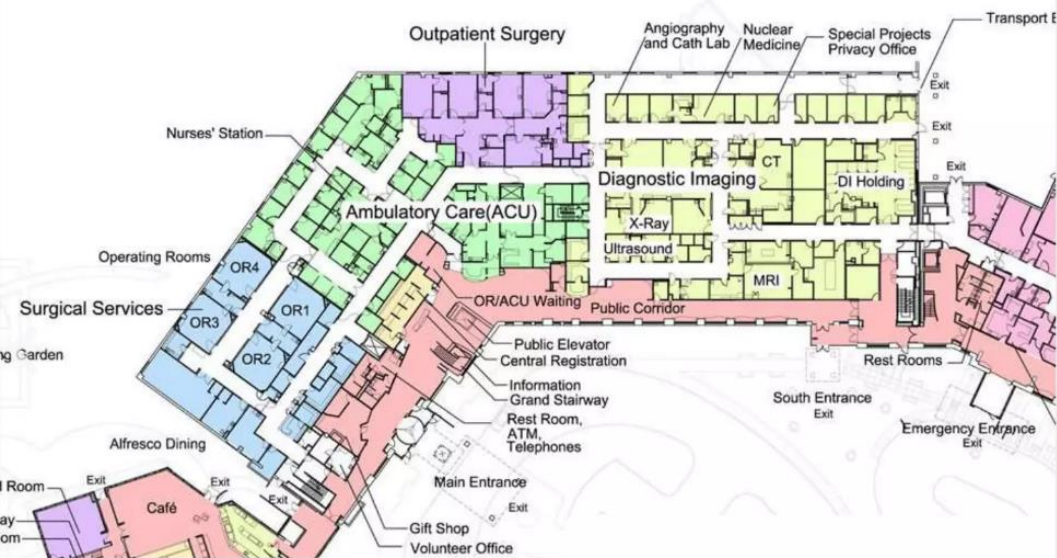 Transport
Outpatient Surgery
Angiography
and Cath Lab
Nuclear
Medicine
Special Projects
Privacy Office
Exit
Exit
Nurses' Station
Exit
CT
Diagnostic Imaging
DI Holding
Ambulatory Care(ACU)
X-Ray
Ultrasound
Operating Rooms
OR4
MRI
OR/ACU Waiting
Public Corridor
Surgical Services
OR1
OR3
Public Elevator
ng Garden
OR2
Central Registration
Rest Rooms
Information
Grand Stairway
South Entrance
Exit
Rest Room,
ATM,
Telephones
Emergency Entrance
Exit
Alfresco Dining
Main Entrance
Exit
Room
Exit
Exit
Exit
Café
ay
om
Gift Shop
Volunteer Office